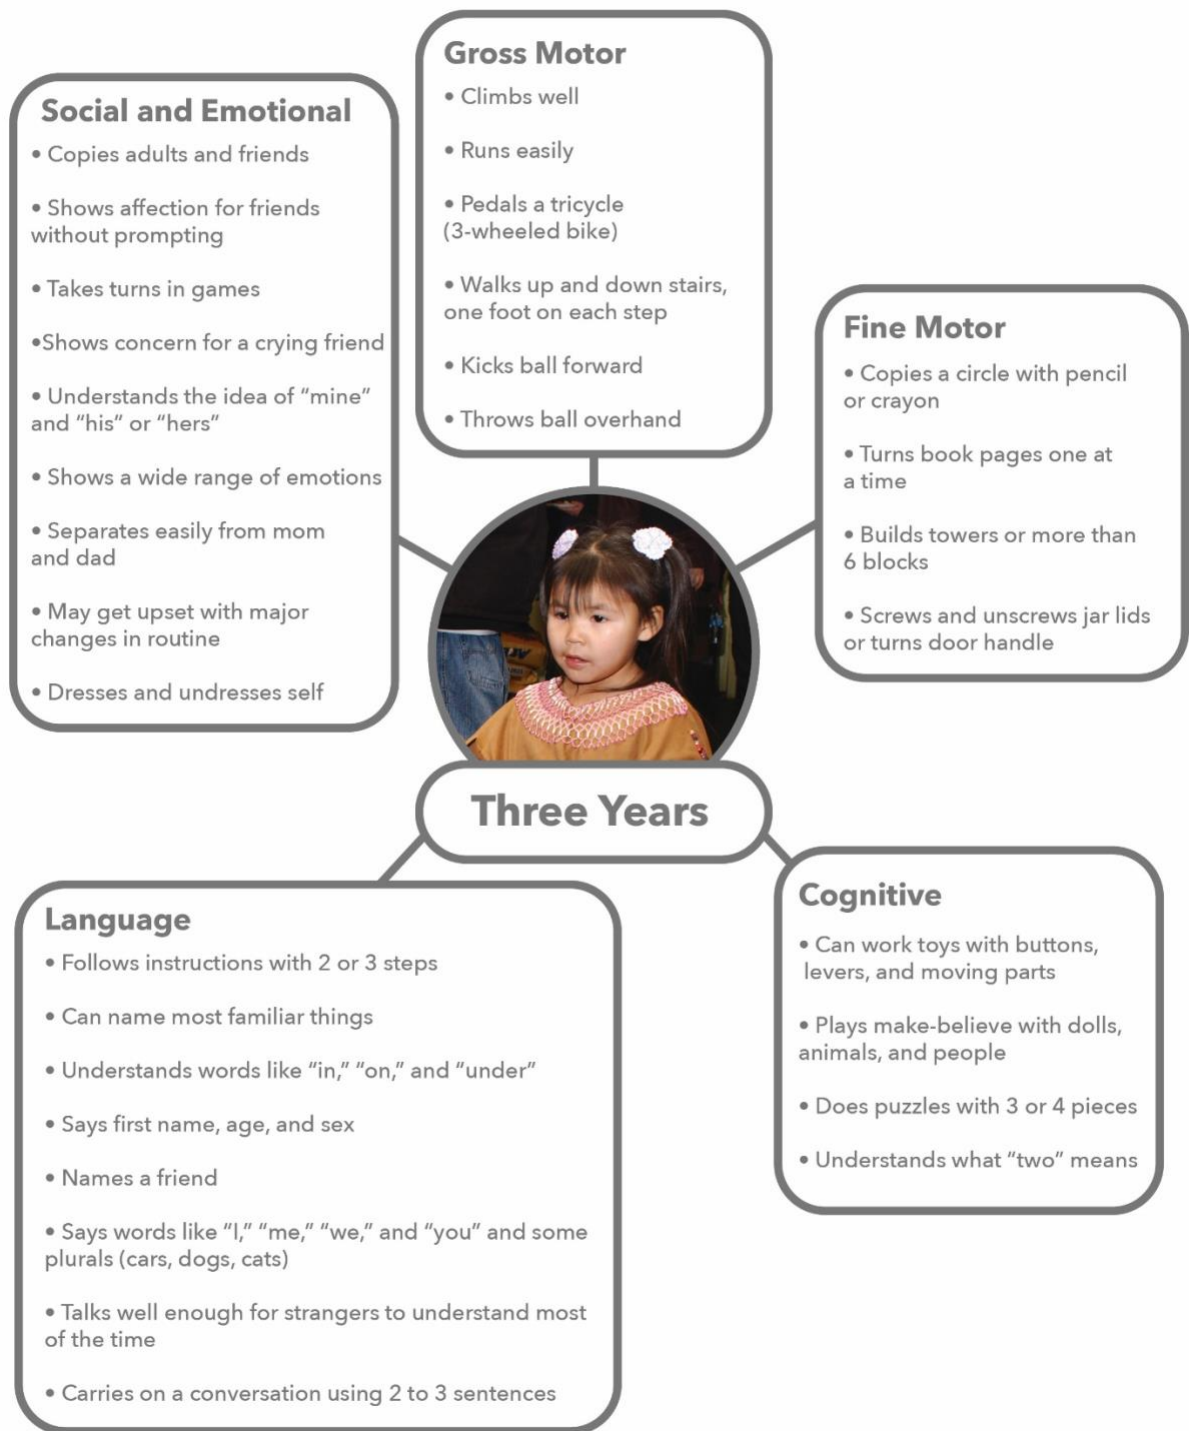 Gross Motor
• Climbs well
• Runs easily
• Pedals a tricycle
(3-wheeled bike)
• Walks up and down stairs,
one foot on each step
• Kicks ball forward
• Throws ball overhand
Social and Emotional
• Copies adults and friends
• Shows affection for friends
without prompting
• Takes turns in games
•Shows concern for a crying friend
• Understands the idea of “mine”
and “his” or “hers”
• Shows a wide range of emotions
• Separates easily from mom
and dad
• May get upset with major
changes in routine
• Dresses and undresses self
Fine Motor
• Copies a circle with pencil
or crayon
• Turns book pages one at
a time
• Builds towers or more than
6 blocks
• Screws and unscrews jar lids
or turns door handle
Three Years
Language
• Follows instructions with 2 or 3 steps
• Can name most familiar things
• Understands words like “in,” “on,” and “under”
• Says first name, age, and sex
• Names a friend
• Says words like “I,” “me,” “we,” and “you” and some
plurals (cars, dogs, cats)
• Talks well enough for strangers to understand most
of the time
• Carries on a conversation using 2 to 3 sentences
Cognitive
• Can work toys with buttons,
levers, and moving parts
• Plays make-believe with dolls,
animals, and people
• Does puzzles with 3 or 4 pieces
• Understands what “two” means